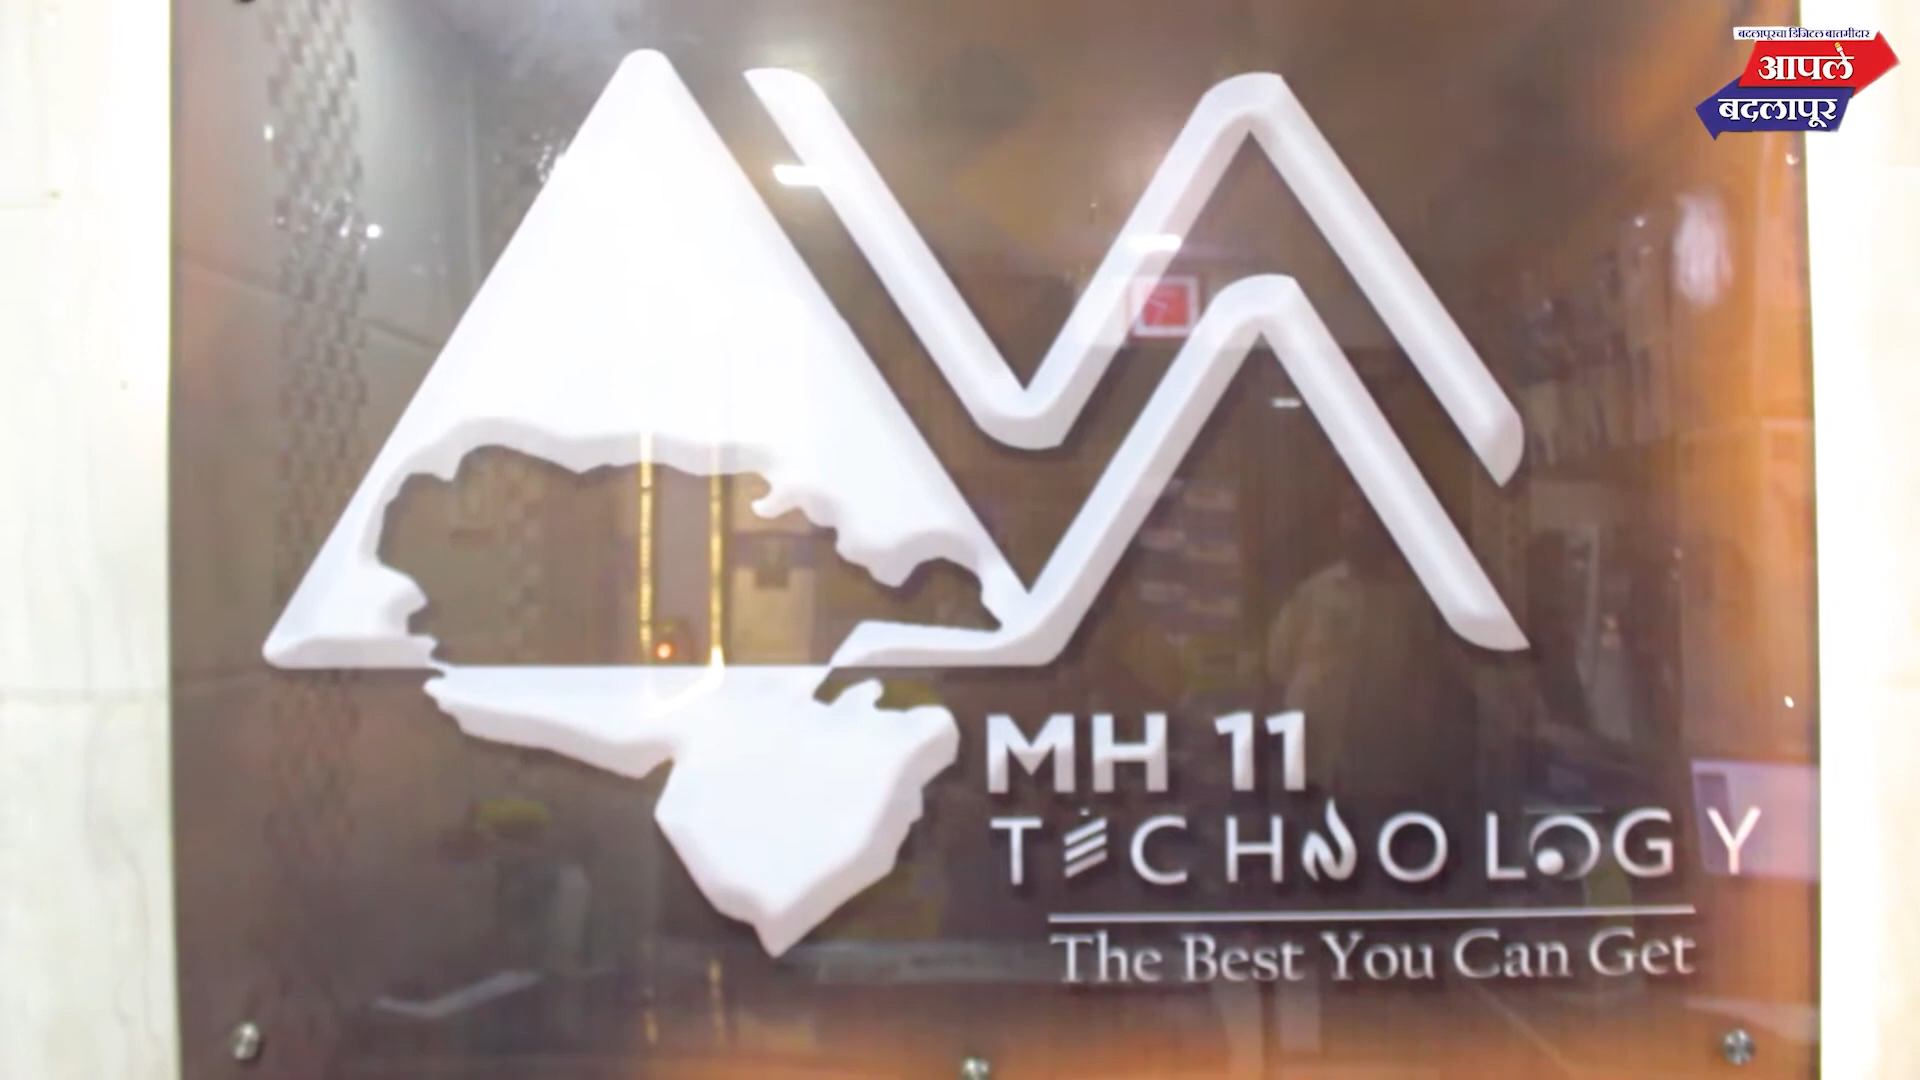 बदलापूरचा डिजिटल बातमीदार
आपले
बदलापूर
MH 11
TECHNOLOGY
The Best You Can Get